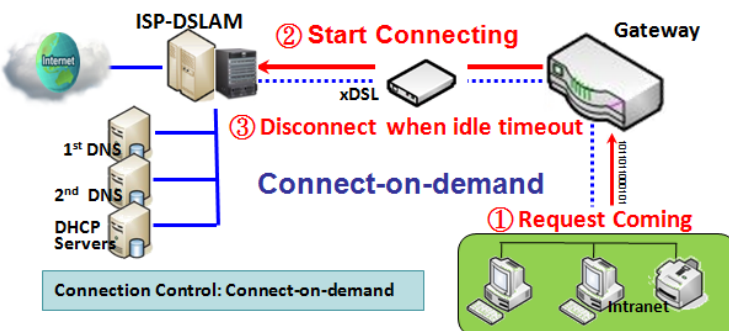 ISP-DSLAM
② Start Connecting
Gateway
Internet
xDSL
③ Disconnect when idle timeout
1st DNS
101101100101
2nd DNS
Connect-on-demand
① Request Coming
DHCP
Servers
Connection Control: Connect-on-demand
Intranet